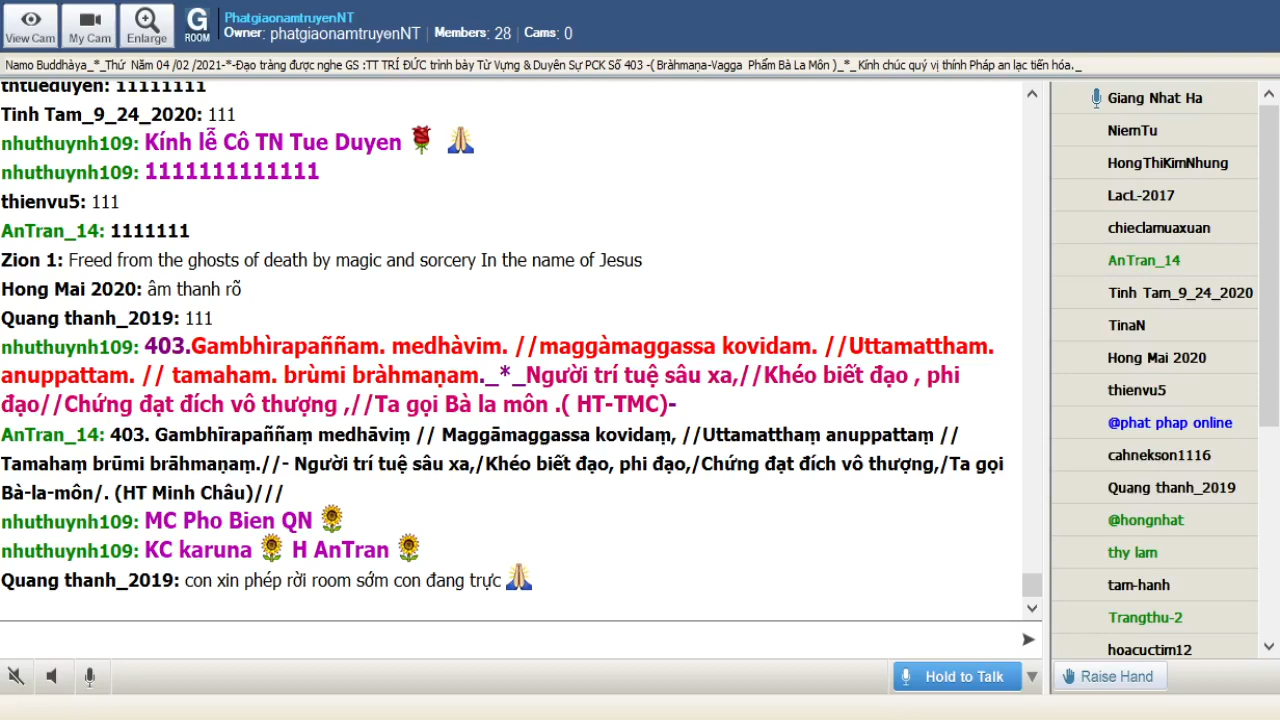 View Cam
My Cam
Enlarge
G
ROOM
PhatgiaonamtruyenNT
Owner: phatgiaonamtruyenNT | Members: 28 | Cams: 0
Namo Buddhàya_*_Thứ Năm 04 /02 /2021-*-Đạo tràng được nghe GS :TT TRÍ ĐỨC trình bày Từ Vựng & Duyên Sự PCK Số 403 -( Bràhmaṇa-Vagga Phẩm Bà La Môn )_*_Kính chúc quý vị thính Pháp an lạc tiến hóa._
thtueduyen: 11111111
Tinh Tam_9_24_2020: 111
nhuthuynh109: Kính lễ Cô TN Tue Duyen 🌹 🙏
nhuthuynh109: 1111111111111
thienvu5: 111
AnTran_14: 1111111
Zion 1: Freed from the ghosts of death by magic and sorcery In the name of Jesus
Hong Mai 2020: âm thanh rõ
Quang thanh_2019: 111
nhuthuynh109: 403.Gambhìrapaññam. medhàvim. //maggàmaggassa kovidam. //Uttamattham.
anuppattam. // tamaham. brùmi bràhmaṇam._*_Người trí tuệ sâu xa,//Khéo biết đạo , phi
đạo//Chứng đạt đích vô thượng ,//Ta gọi Bà la môn .( HT-TMC)-
AnTran_14: 403. Gambhīrapaññaṃ medhāviṃ // Maggāmaggassa kovidaṃ, //Uttamatthaṃ anuppattaṃ //
Tamahaṃ brūmi brāhmaṇaṃ.//- Người trí tuệ sâu xa,/Khéo biết đạo, phi đạo,/Chứng đạt đích vô thượng,/Ta gọi
Bà-la-môn/. (HT Minh Châu)///
nhuthuynh109: MC Pho Bien QN 🌻
nhuthuynh109: KC karuna 🌻 H AnTran 🌻
Quang thanh_2019: con xin phép rời room sớm con đang trực 🙏
Hold to Talk
Giang Nhat Ha
NiemTu
HongThiKimNhung
LacL-2017
chieclamuaxuan
AnTran_14
Tinh Tam_9_24_2020
TinaN
Hong Mai 2020
thienvu5
@phat phap online
cahnekson1116
Quang thanh_2019
@hongnhat
thy lam
tam-hanh
Trangthu-2
hoacuctim12
Raise Hand